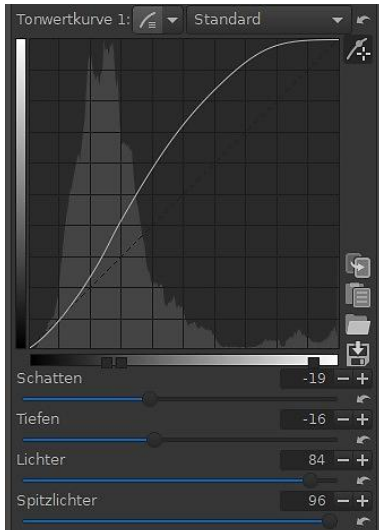 Tonwertkurve 1: Standard
Schatten -19
Tiefen -16
Lichter 84
Spitzlichter 96